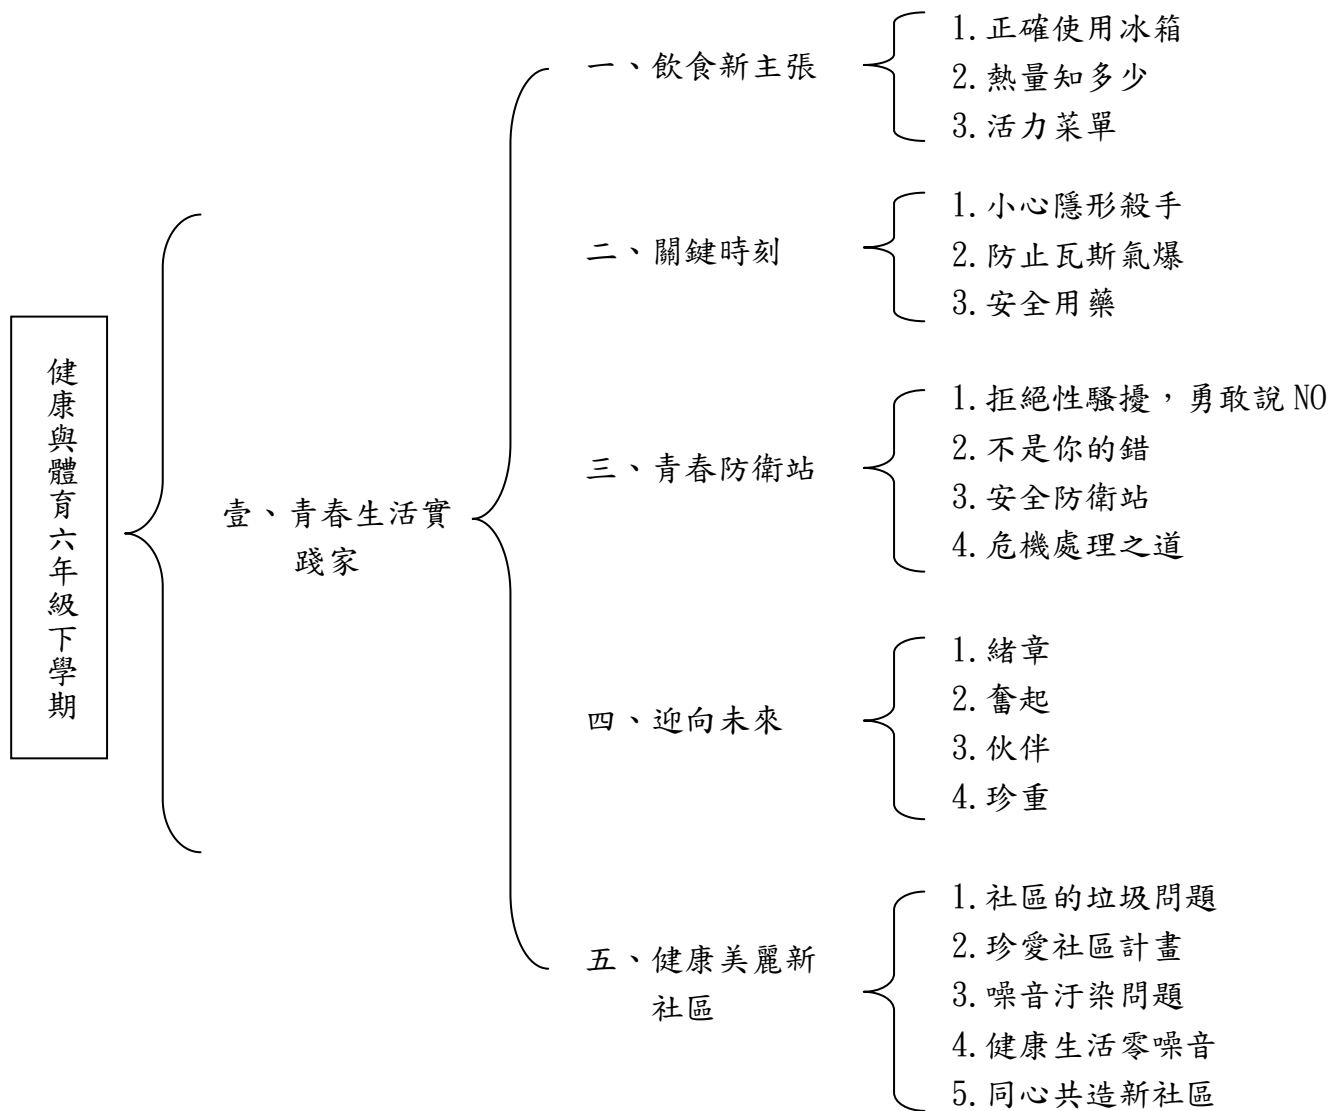 健康與體育六年級下學期
壹、青春生活實
踐家
一、飲食新主張
1.正確使用冰箱
2.熱量知多少
3.活力菜單
二、關鍵時刻
1.小心隱形殺手
2.防止瓦斯氣爆
3.安全用藥
三、青春防衛站
1.拒絕性騷擾，勇敢說 NO
2.不是你的錯
3.安全防衛站
4.危機處理之道
四、迎向未來
1.緒章
2.奮起
3.伙伴
4.珍重
五、健康美麗新
社區
1.社區的垃圾問題
2.珍愛社區計畫
3.噪音汙染問題
4.健康生活零噪音
5.同心共造新社區